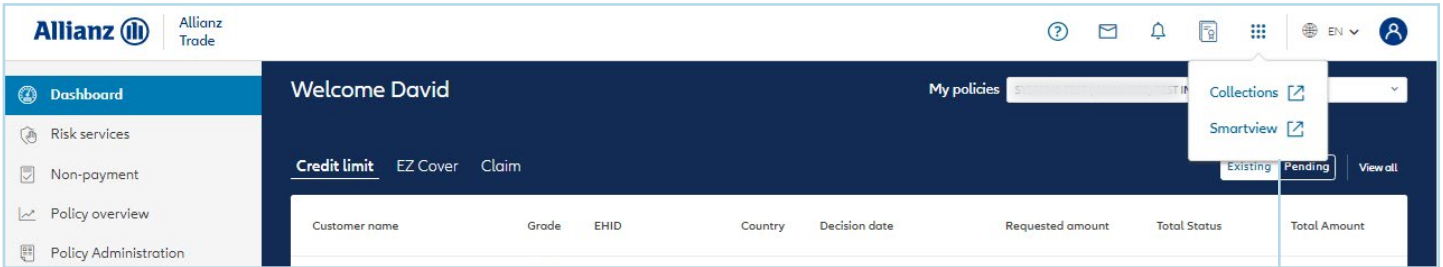 Allianz
Allianz
Trade
EN
Dashboard
Risk services
Non-payment
Policy overview
Policy Administration
Welcome David
My policies
Collections
Smartview
Credit limit EZ Cover Claim
Existing Pending View all
Customer name Grade EHID Country Decision date Requested amount Total Status Total Amount